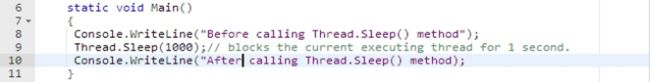 6 static void Main()
7 {
8 Console.WriteLine("Before calling Thread.Sleep() method");
9 Thread.Sleep(1000);// blocks the current executing thread for 1 second.
10 Console.WriteLine("After calling Thread.Sleep() method);
11 }